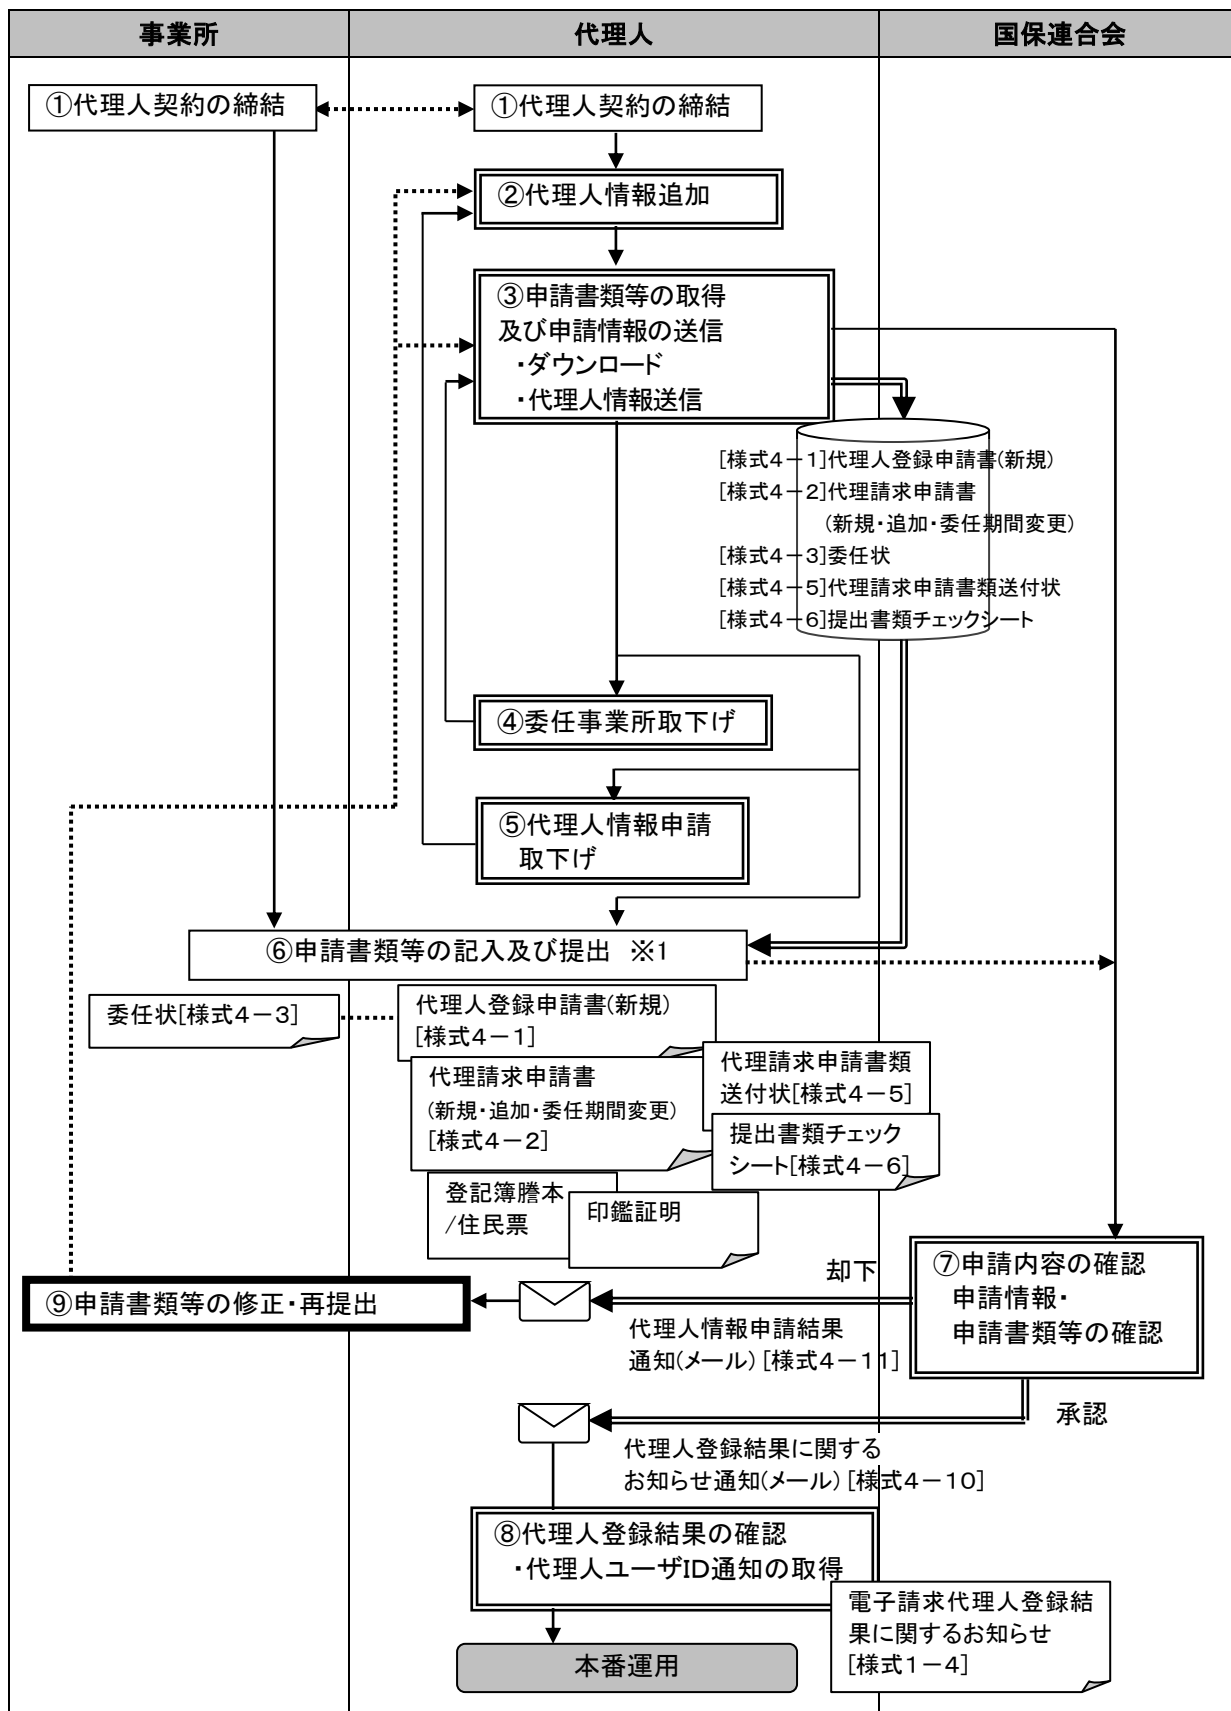 事業所
代理人
国保連合会
①代理人契約の締結
①代理人契約の締結
②代理人情報追加
③申請書類等の取得
及び申請情報の送信
・ダウンロード
・代理人情報送信
[様式4-1]代理人登録申請書(新規)
[様式4-2]代理請求申請書
(新規・追加・委任期間変更)
[様式4-3]委任状
[様式4-5]代理請求申請書類送付状
[様式4-6]提出書類チェックシート
④委任事業所取下げ
⑤代理人情報申請
取下げ
⑥申請書類等の記入及び提出 ※1
委任状[様式4-3]
代理人登録申請書(新規)
[様式4-1]
代理請求申請書
(新規・追加・委任期間変更)
[様式4-2]
代理請求申請書類
送付状[様式4-5]
提出書類チェック
シート[様式4-6]
登記簿謄本
/住民票
印鑑証明
⑦申請内容の確認
申請情報・
申請書類等の確認
却下
⑨申請書類等の修正・再提出
代理人情報申請結果
通知(メール)[様式4-11]
承認
代理人登録結果に関する
お知らせ通知(メール)[様式4-10]
⑧代理人登録結果の確認
・代理人ユーザID通知の取得
電子請求代理人登録結
果に関するお知らせ
[様式1-4]
本番運用